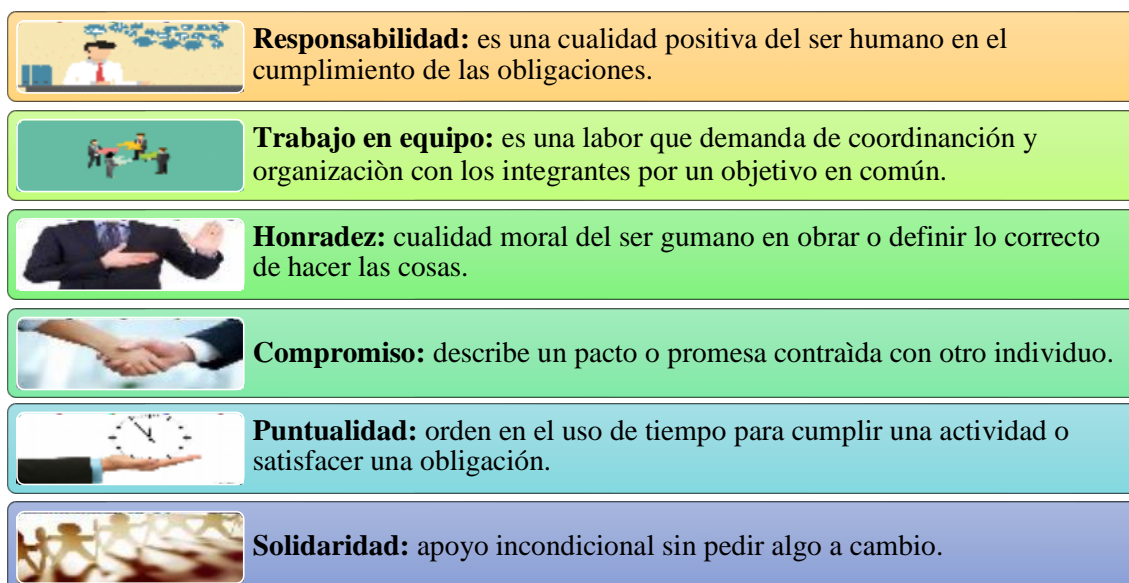 Responsabilidad: es una cualidad positiva del ser humano en el
cumplimiento de las obligaciones.
Trabajo en equipo: es una labor que demanda de coordinanción y
organizaciòn con los integrantes por un objetivo en común.
Honradez: cualidad moral del ser gumano en obrar o definir lo correcto
de hacer las cosas.
Compromiso: describe un pacto o promesa contraìda con otro individuo.
Puntualidad: orden en el uso de tiempo para cumplir una actividad o
satisfacer una obligación.
Solidaridad: apoyo incondicional sin pedir algo a cambio.